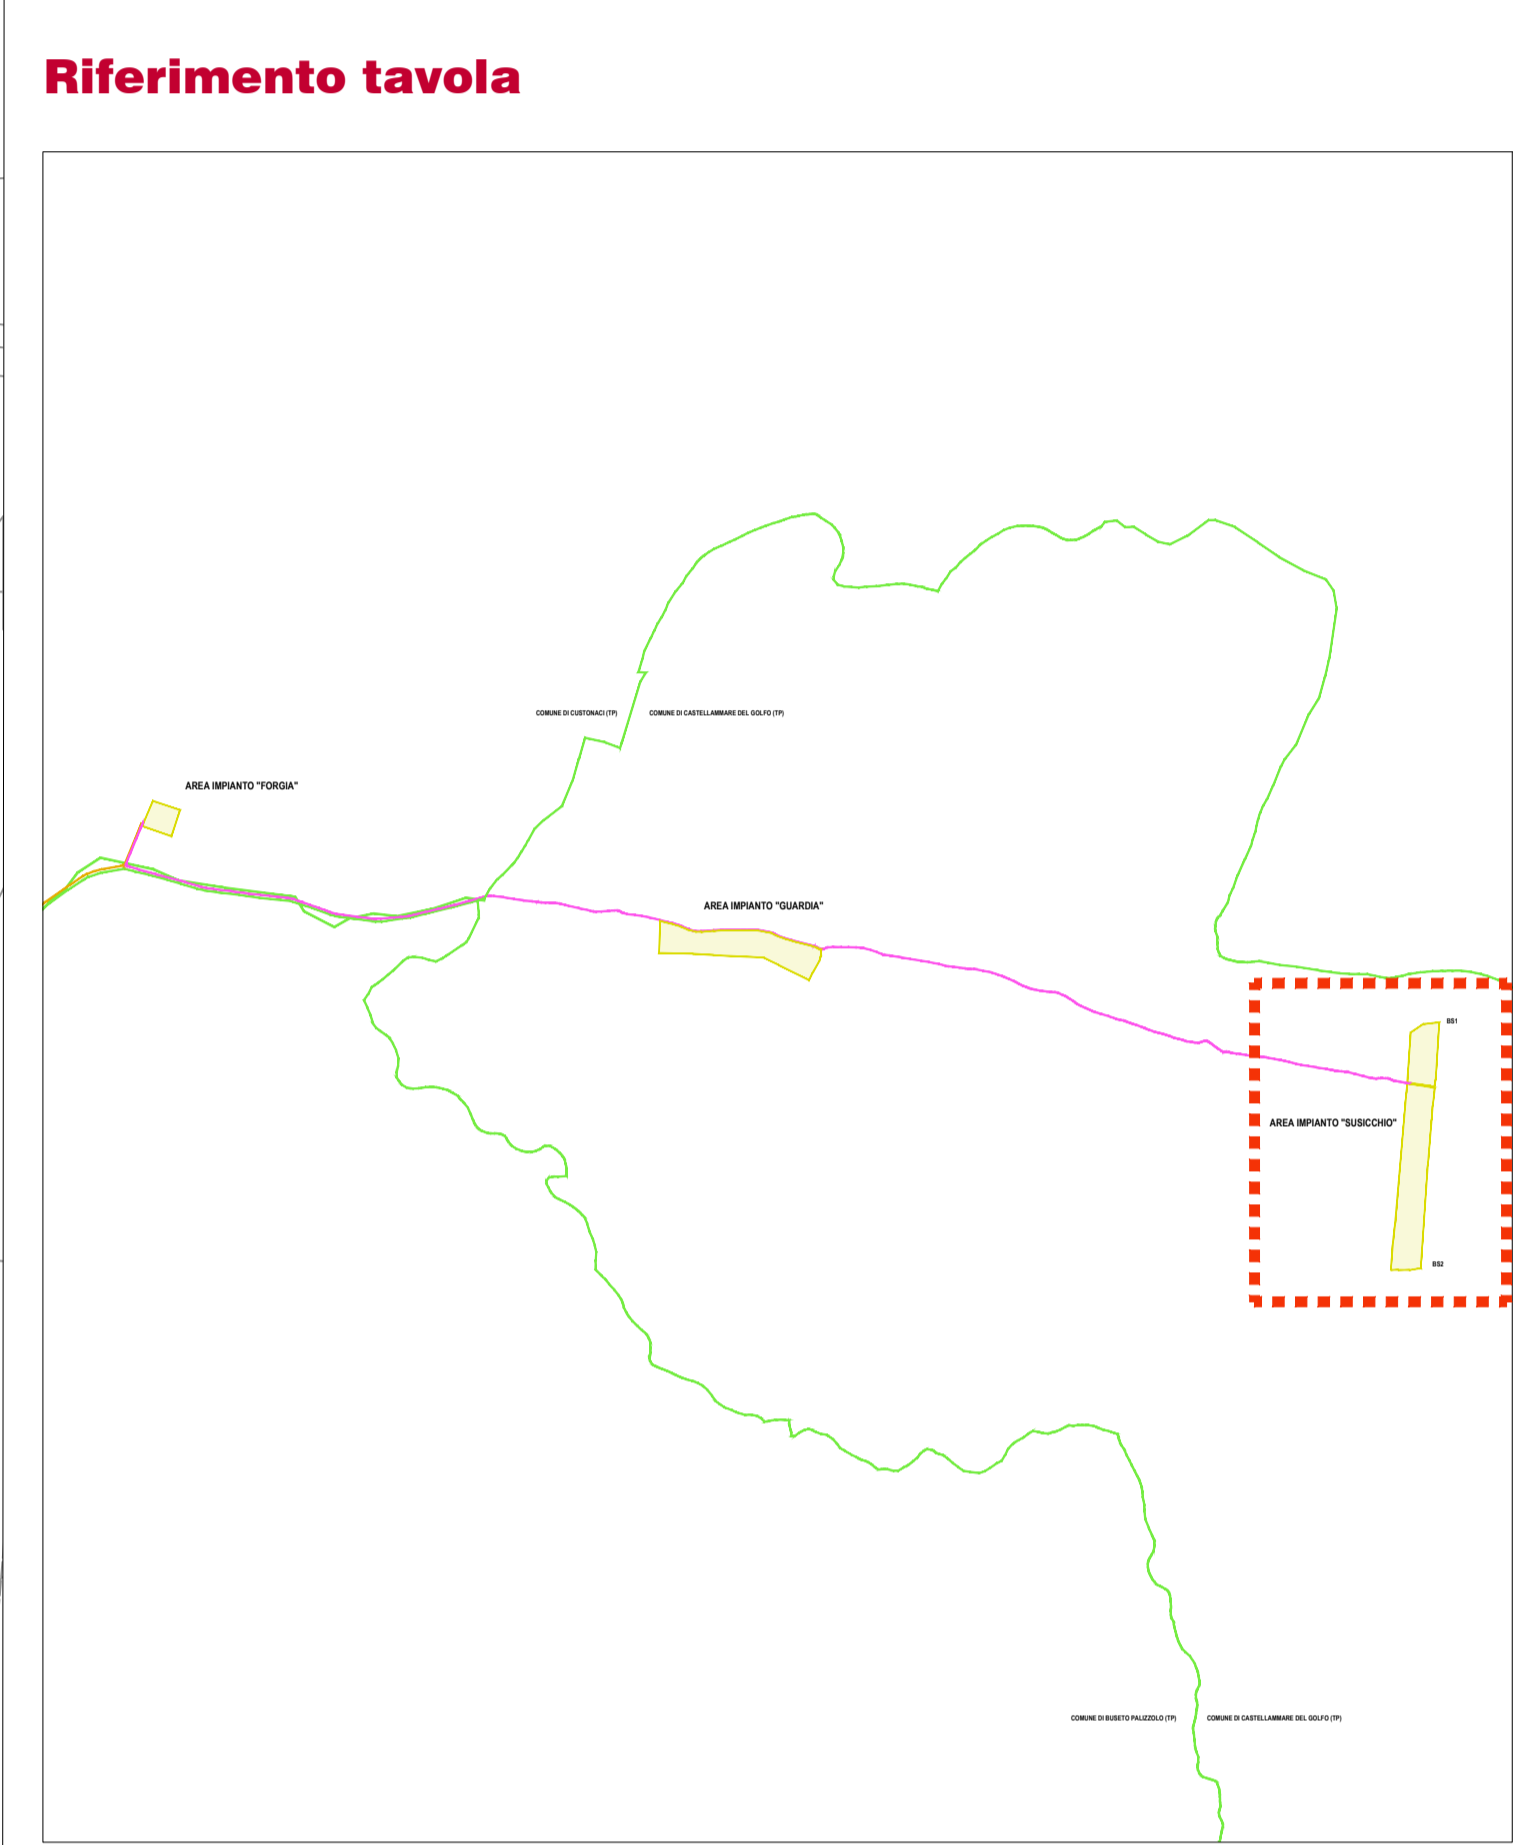 Riferimento tavola
COMUNE DI CUSTONACI (TP)
COMUNE DI CASTELLAMMARE DEL GOLFO (TP)
AREA IMPIANTO "FORGIA"
AREA IMPIANTO "GUARDIA"
BS1
AREA IMPIANTO "SUSICCHIO"
BS2
COMUNE DI BUSETO PALIZZOLO (TP)
COMUNE DI CASTELLAMMARE DEL GOLFO (TP)